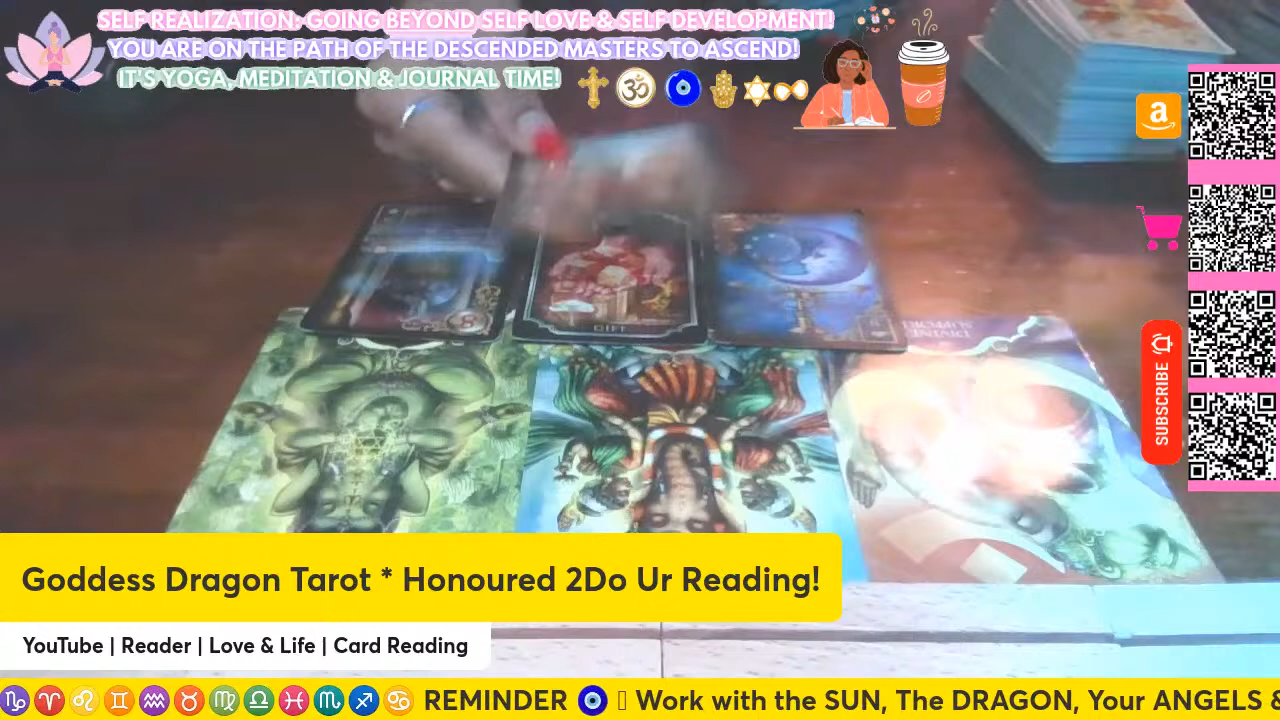 SELF REALIZATION: GOING BEYOND SELF LOVE & SELF DEVELOPMENT!
YOU ARE ON THE PATH OF THE DESCENDED MASTERS TO ASCEND!
IT'S YOGA, MEDITATION & JOURNAL TIME!
ॐ
a
SUBSCRIBE
8
GIFT
Goddess Dragon Tarot * Honoured 2Do Ur Reading!
YouTube | Reader | Love & Life | Card Reading
♑ ♈ ♌ ♊ ♒ ♉ ♍ ♎ ♓ ♏ ♐ ♋ REMINDER 🧿 Work with the SUN, The DRAGON, Your ANGELS &